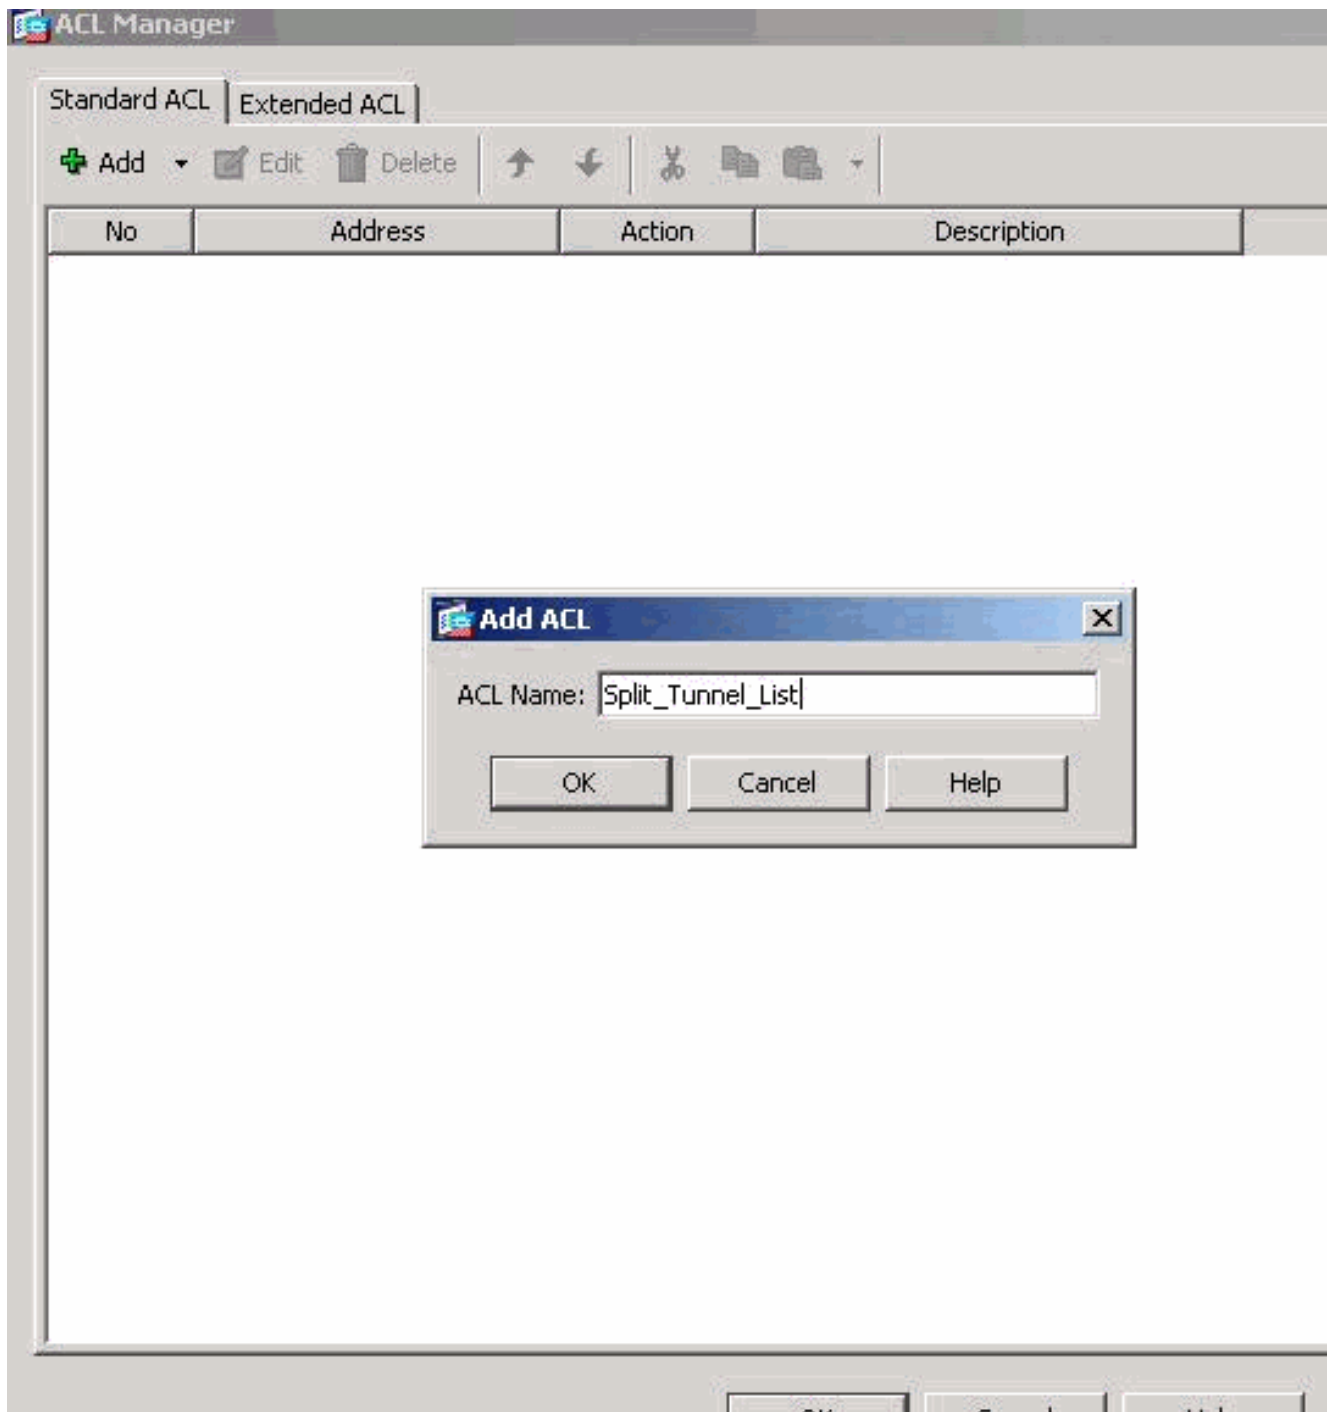 ACL Manager
Standard ACL Extended ACL
Add Edit Delete
No Address Action Description
Add ACL
ACL Name: Split_Tunnel_List
OK Cancel Help